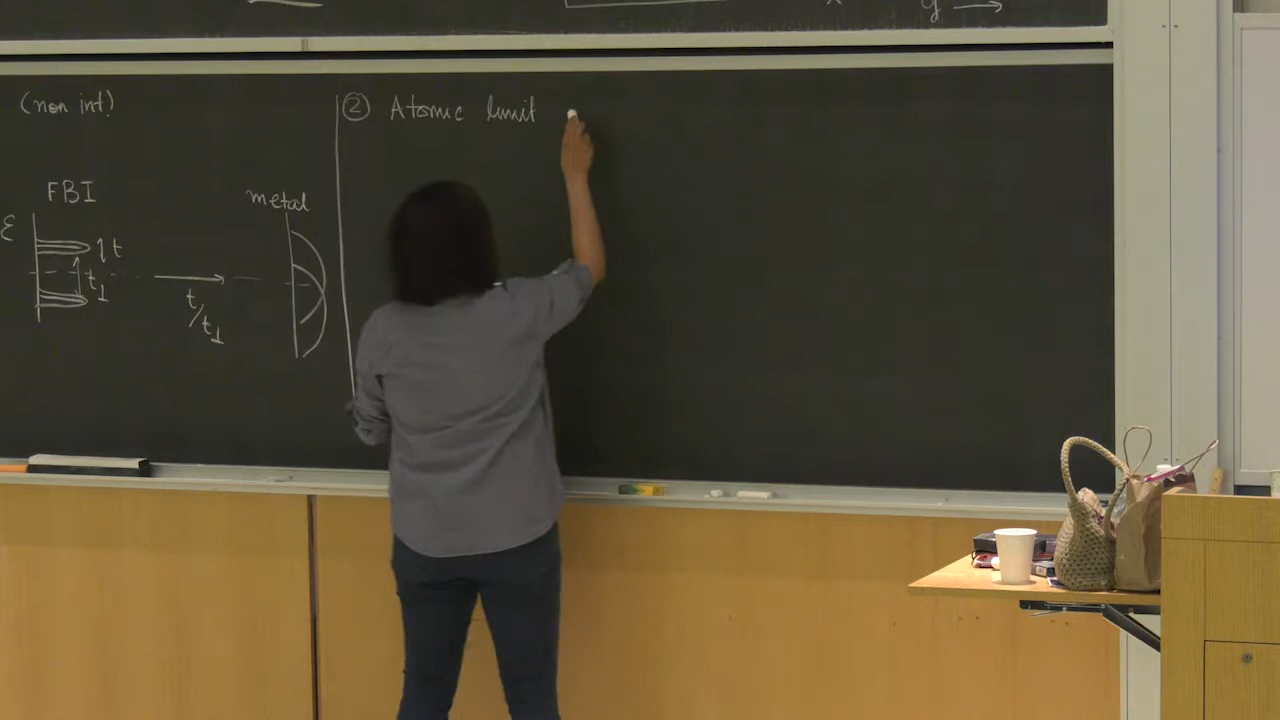 y
(non int!)
FBI
ε
t
t⊥
t/t⊥
metal
② Atomic limit